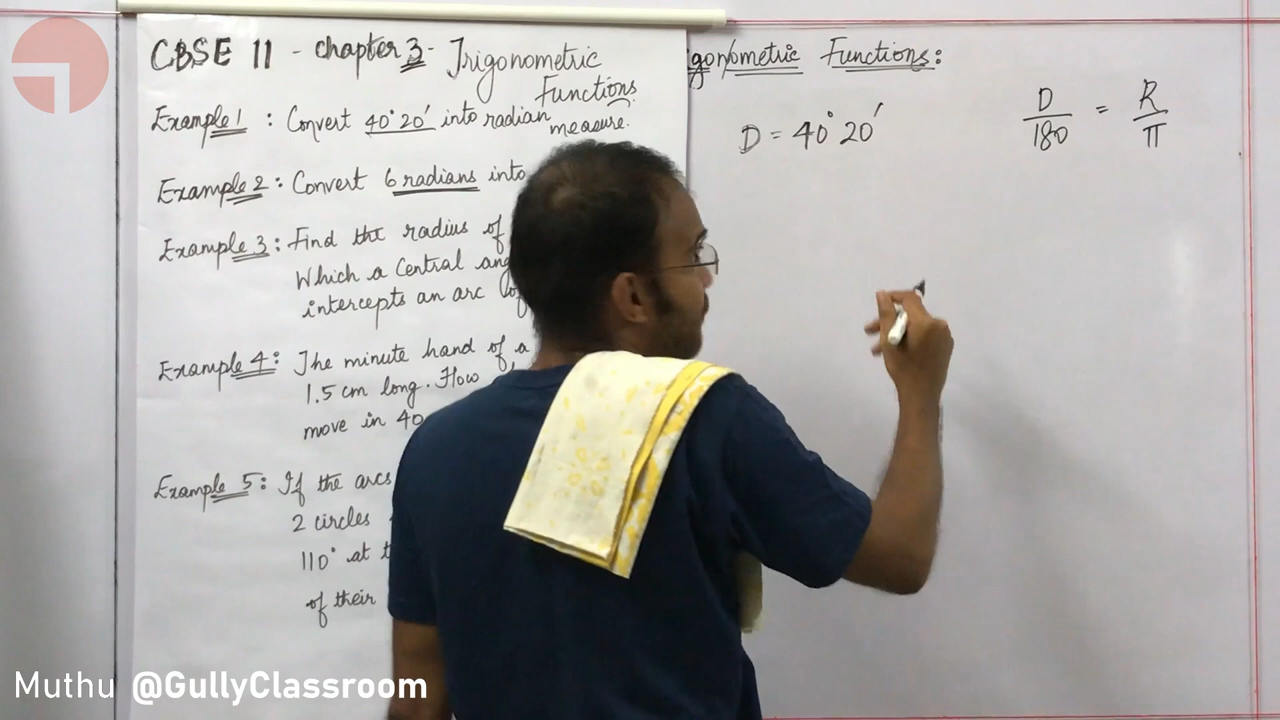 CBSE 11 - chapter 3 - Trigonometric
Functions
Example 1 : Convert 40° 20′ into radian
measure.
Example 2 : Convert 6 radians into
Example 3 : Find the radius of
Which a Central
intercepts an arc
Example 4 : The minute hand of a
1.5 cm long. How
move in 40
Example 5 : If the arcs
2 circles
110° at
of their
Functions :
D = 40° 20′
D/180 = R/π
Muthu @GullyClassroom